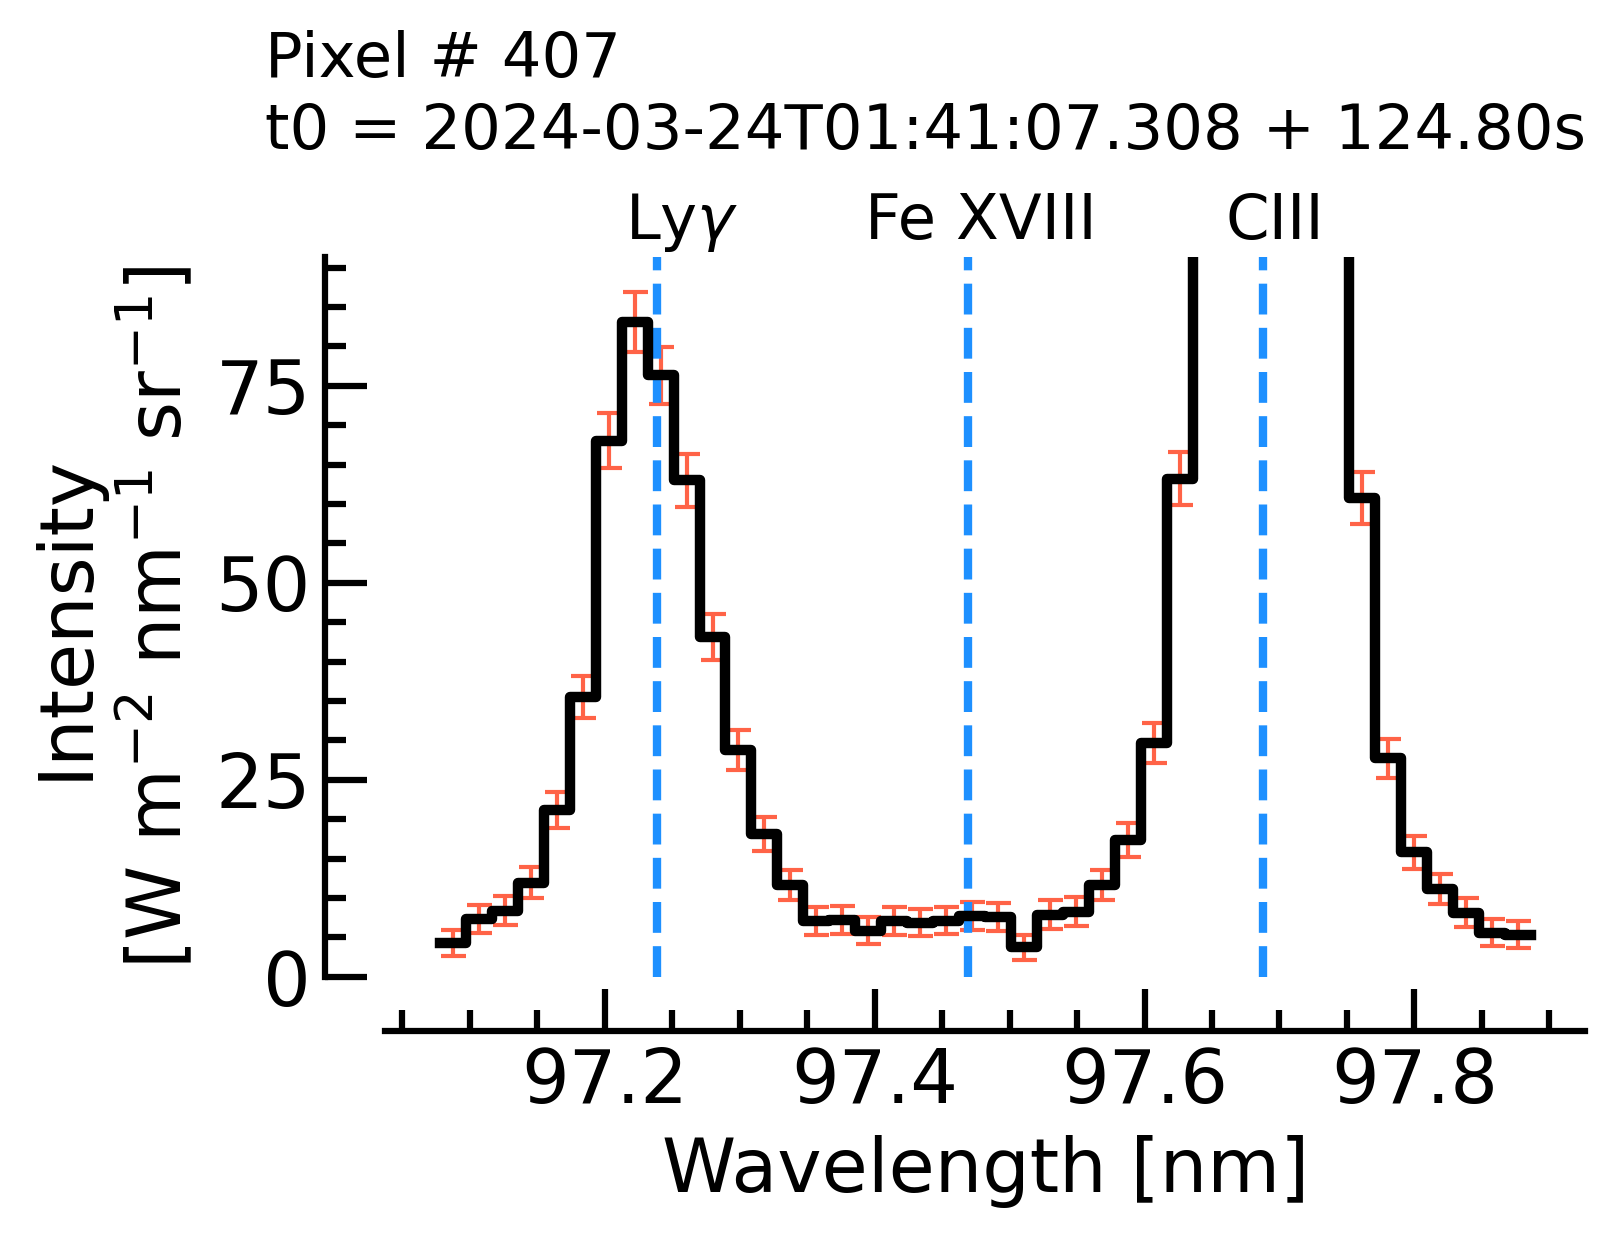 Pixel # 407
t0 = 2024-03-24T01:41:07.308 + 124.80s
Lyγ Fe XVIII CIII
Intensity
[W m⁻² nm⁻¹ sr⁻¹]
75
50
25
0
97.2 97.4 97.6 97.8
Wavelength [nm]